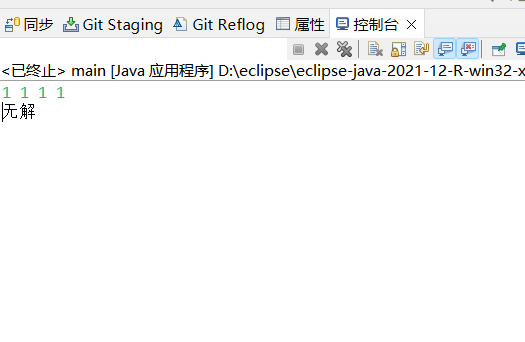 同步 Git Staging Git Reflog 属性 控制台
<已终止> main [Java 应用程序] D:\eclipse\eclipse-java-2021-12-R-win32-x
1 1 1 1
无解